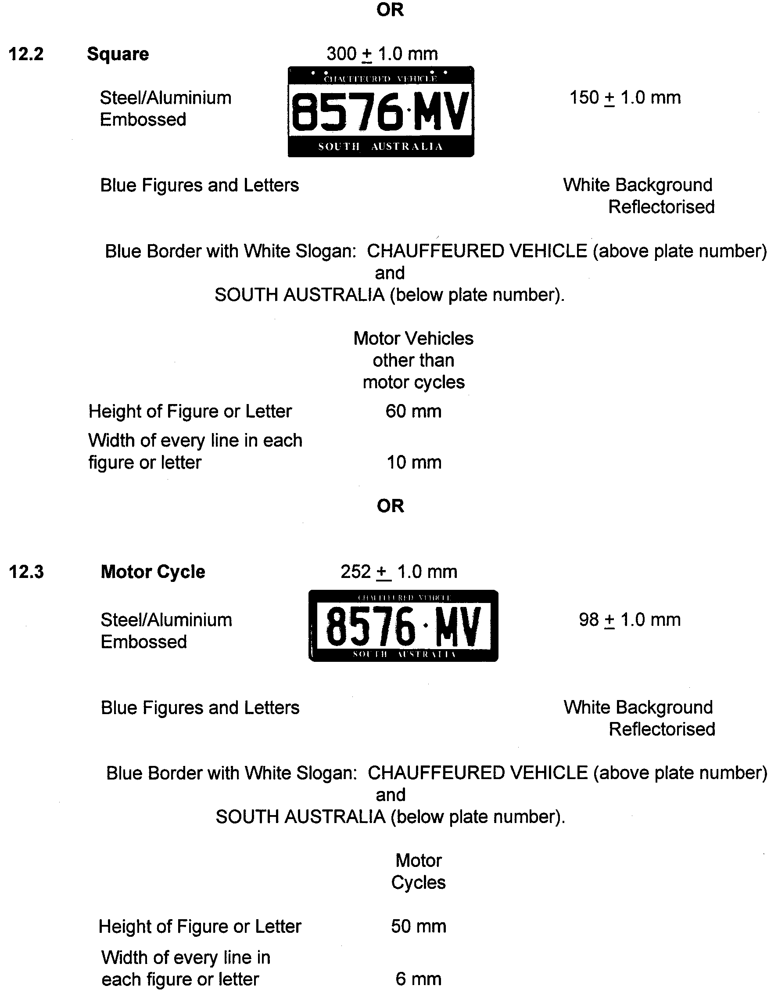 OR
12.2 Square 300 ± 1.0 mm
CHAUFFEURED VEHICLE
Steel/Aluminium 8576·MV 150 ± 1.0 mm
Embossed
SOUTH AUSTRALIA
Blue Figures and Letters White Background
Reflectorised
Blue Border with White Slogan: CHAUFFEURED VEHICLE (above plate number)
and
SOUTH AUSTRALIA (below plate number).
Motor Vehicles
other than
motor cycles
Height of Figure or Letter 60 mm
Width of every line in each
figure or letter 10 mm
OR
12.3 Motor Cycle 252 ± 1.0 mm
CHAUFFEURED VEHICLE
Steel/Aluminium 8576·MV 98 ± 1.0 mm
Embossed
SOUTH AUSTRALIA
Blue Figures and Letters White Background
Reflectorised
Blue Border with White Slogan: CHAUFFEURED VEHICLE (above plate number)
and
SOUTH AUSTRALIA (below plate number).
Motor
Cycles
Height of Figure or Letter 50 mm
Width of every line in
each figure or letter 6 mm